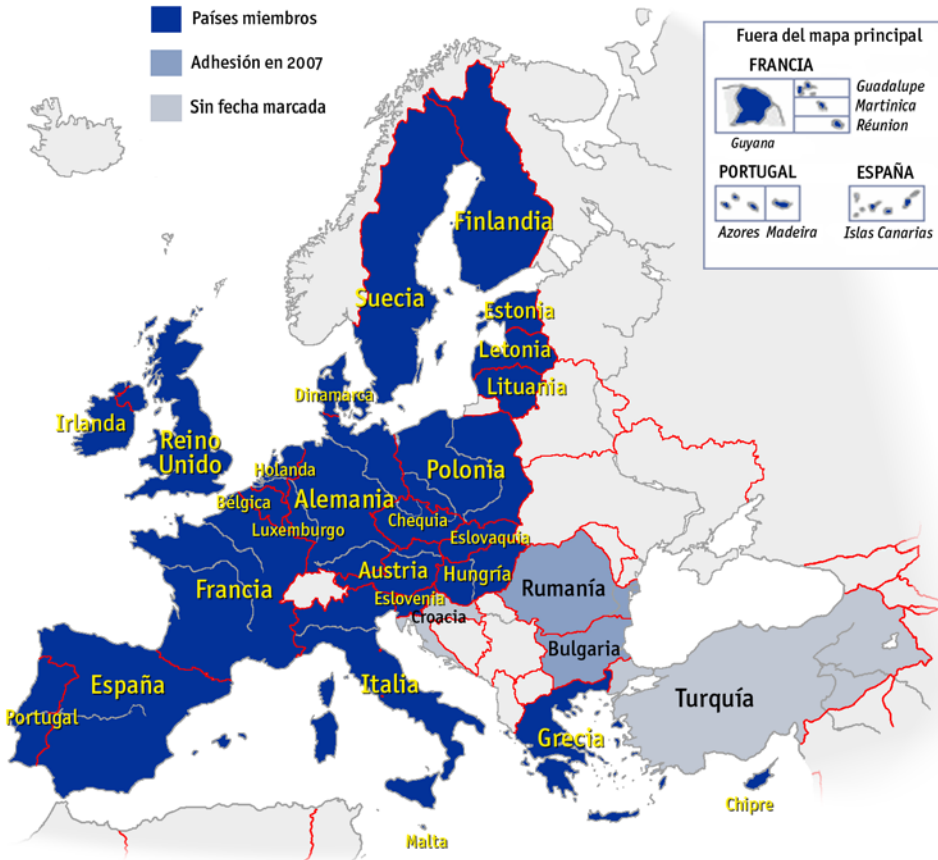 Países miembros
Adhesión en 2007
Sin fecha marcada
Fuera del mapa principal
FRANCIA
Guadalupe
Martinica
Réunion
Guyana
PORTUGAL
ESPAÑA
Azores
Madeira
Islas Canarias
Finlandia
Suecia
Estonia
Letonia
Lituania
Dinamarca
Irlanda
Reino
Unido
Holanda
Polonia
Bélgica
Alemania
Luxemburgo
Chequia
Eslovaquia
Austria
Hungría
Francia
Eslovenia
Rumanía
Croacia
Bulgaria
España
Italia
Turquía
Portugal
Grecia
Chipre
Malta